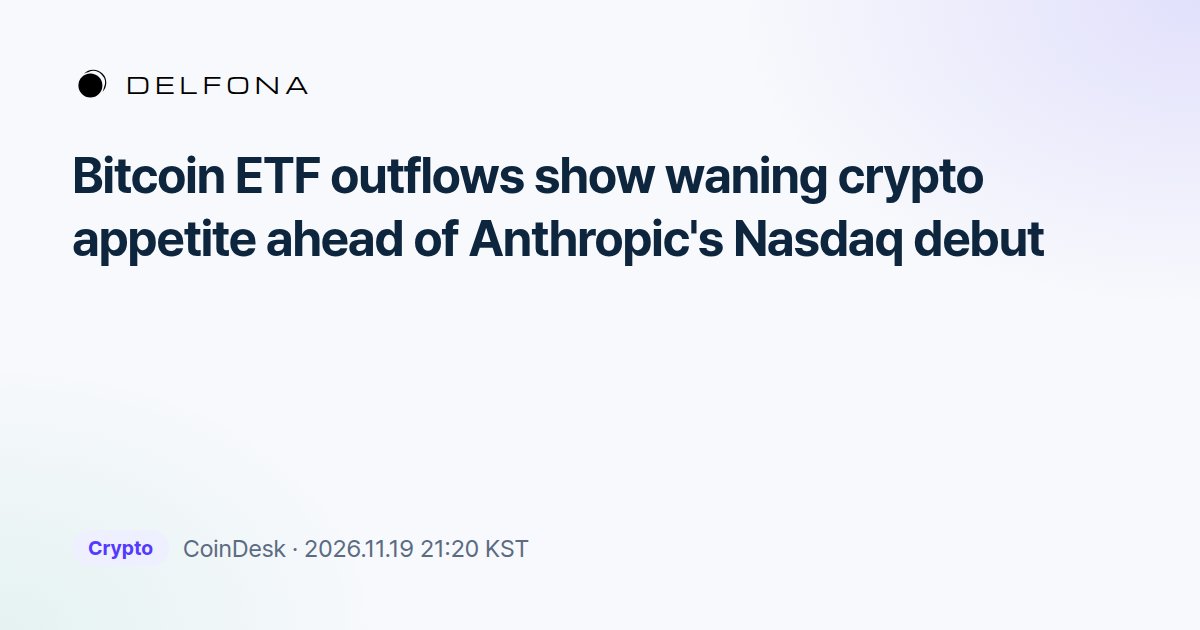 DELFONA
Bitcoin ETF outflows show waning crypto
appetite ahead of Anthropic's Nasdaq debut
Crypto CoinDesk · 2026.11.19 21:20 KST